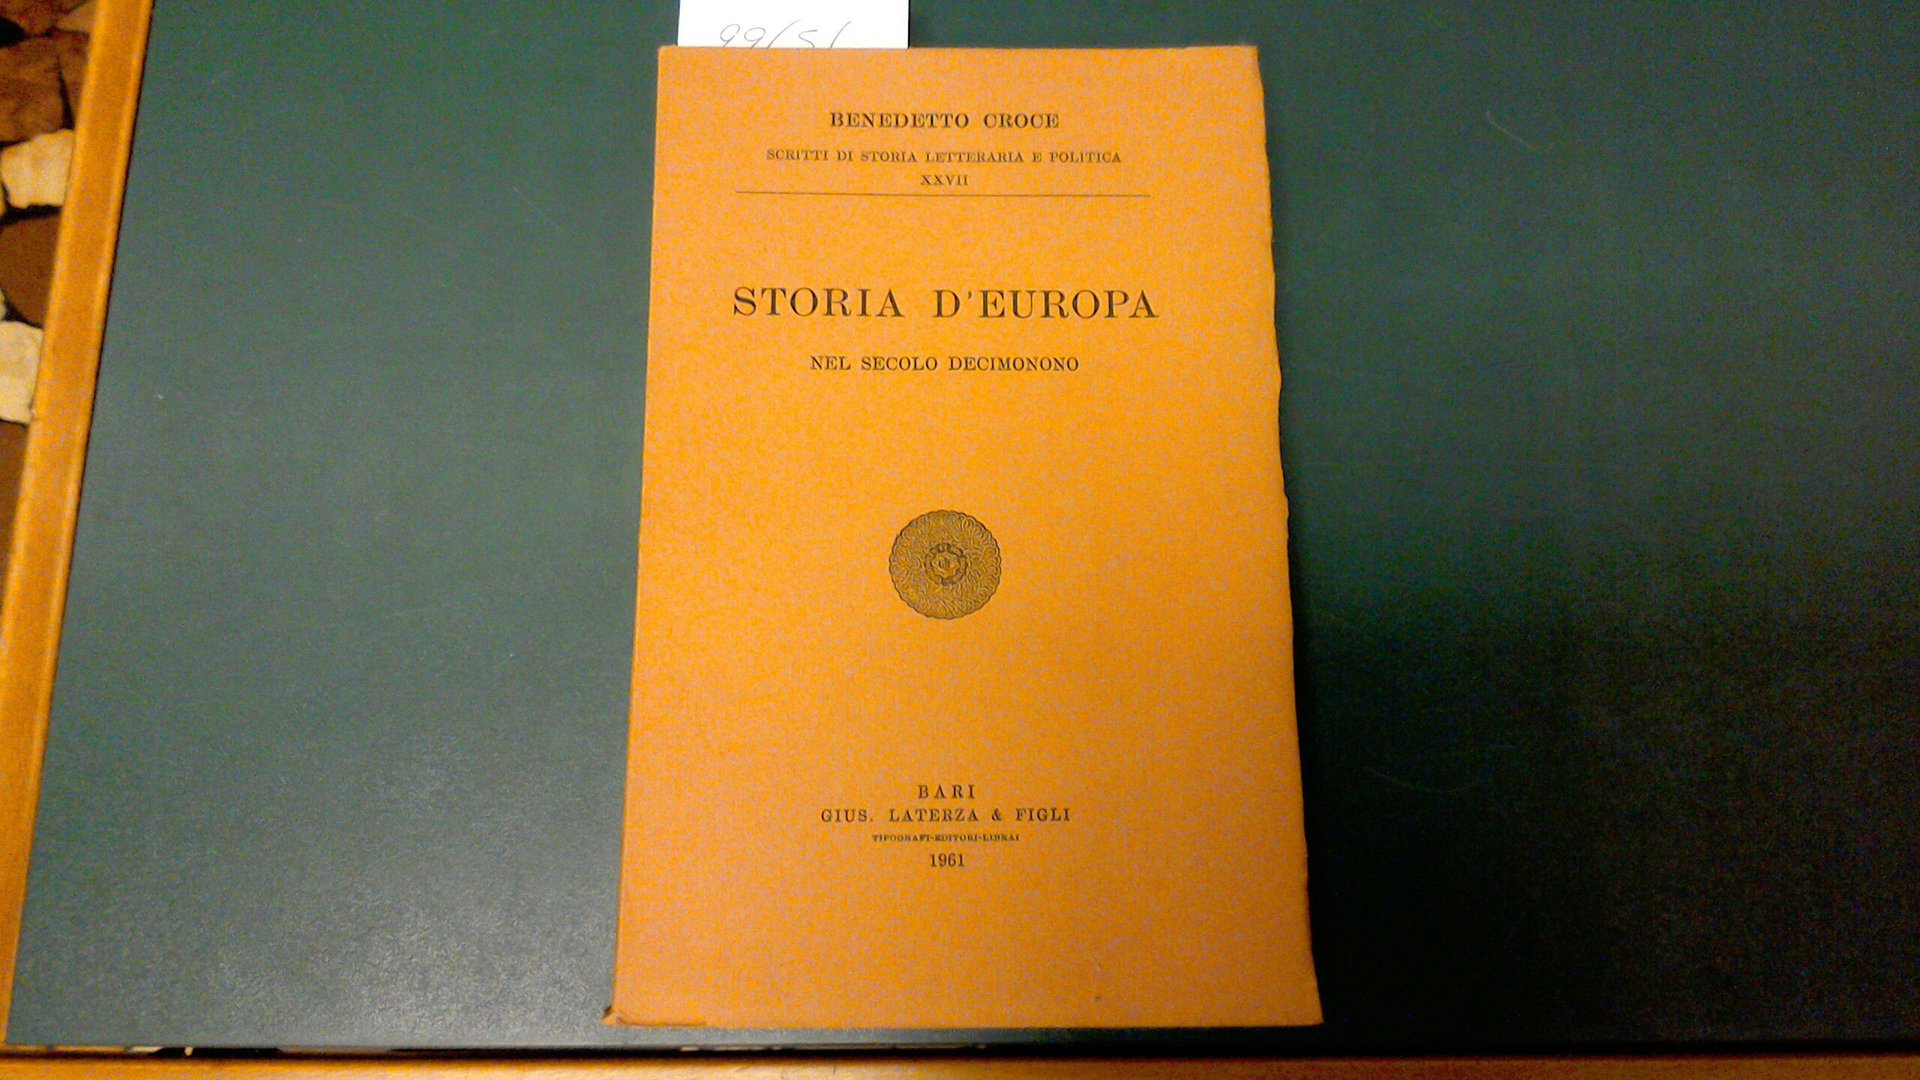 BENEDETTO CROCE
SCRITTI DI STORIA LETTERARIA E POLITICA
XXVII
STORIA D'EUROPA
NEL SECOLO DECIMONONO
BARI
GIUS. LATERZA & FIGLI
TIPOGRAFI-EDITORI-LIBRAI
1961